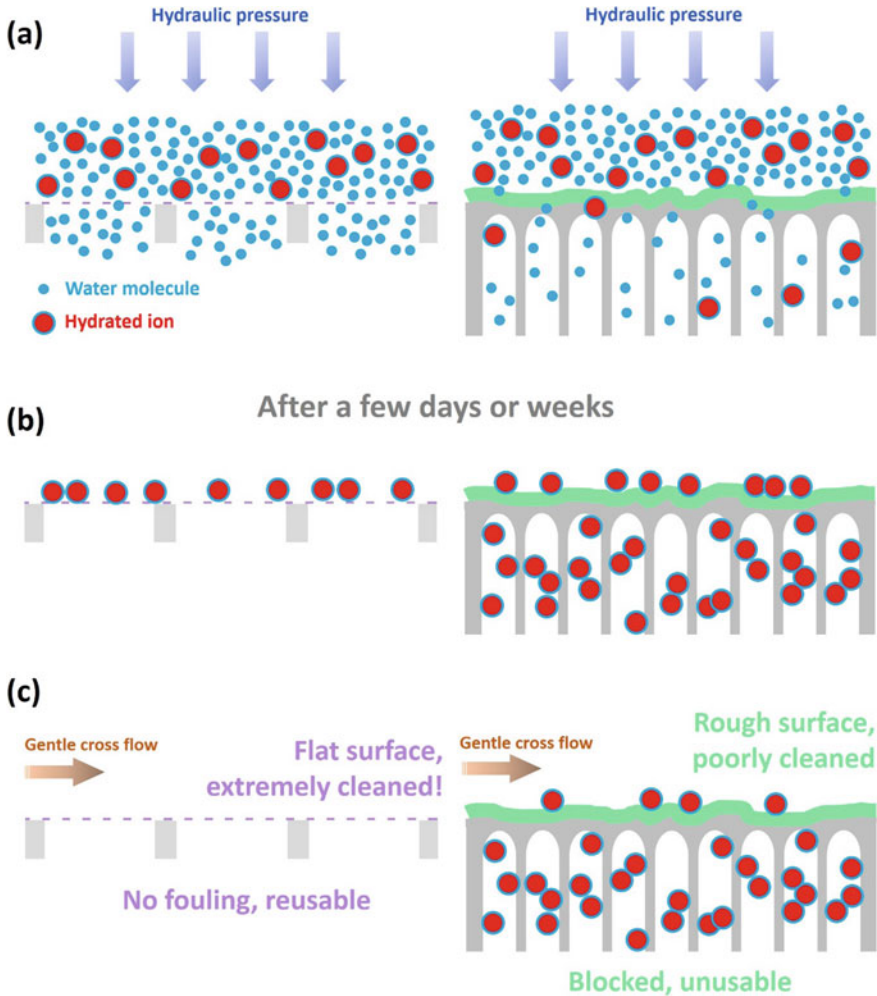 Hydraulic pressure
Hydraulic pressure
(a)
Water molecule
Hydrated ion
(b)
After a few days or weeks
(c)
Gentle cross flow
Flat surface,
extremely cleaned!
No fouling, reusable
Gentle cross flow
Rough surface,
poorly cleaned
Blocked, unusable